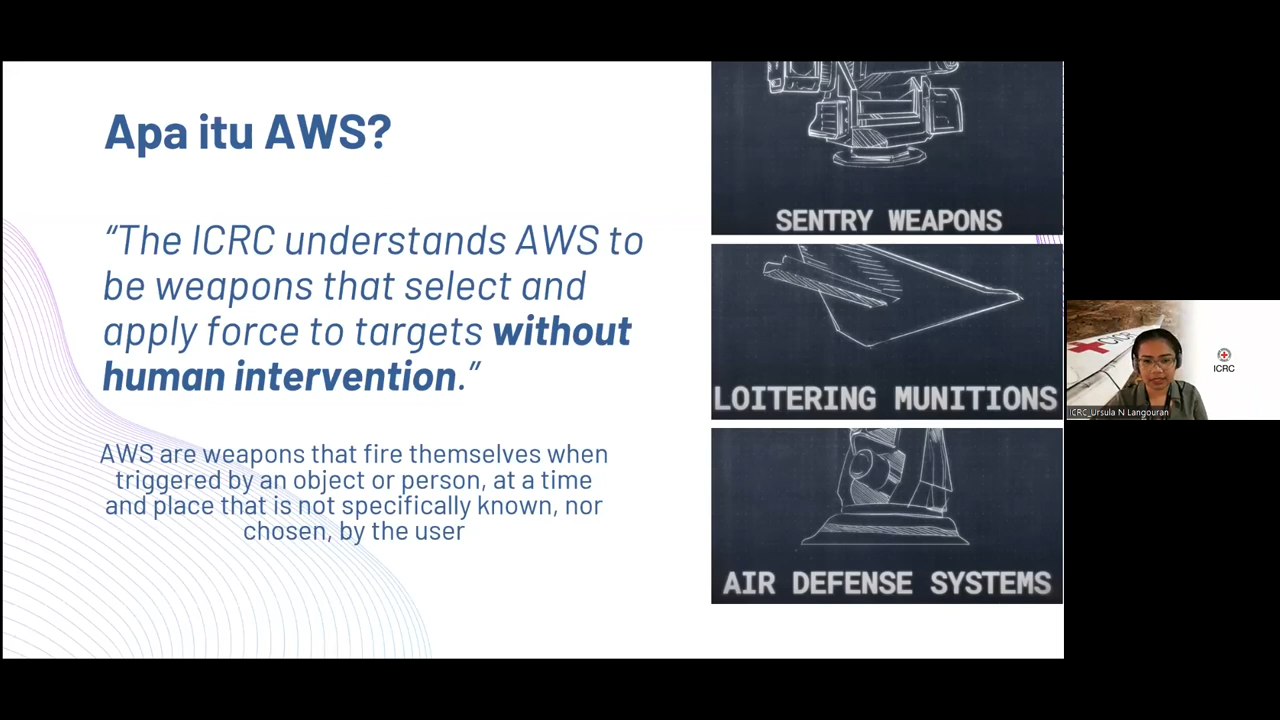 Apa itu AWS?
“The ICRC understands AWS to
be weapons that select and
apply force to targets without
human intervention.”
AWS are weapons that fire themselves when
triggered by an object or person, at a time
and place that is not specifically known, nor
chosen, by the user
SENTRY WEAPONS
LOITERING MUNITIONS
AIR DEFENSE SYSTEMS
ICRC
ICRC_Ursula N Langouran